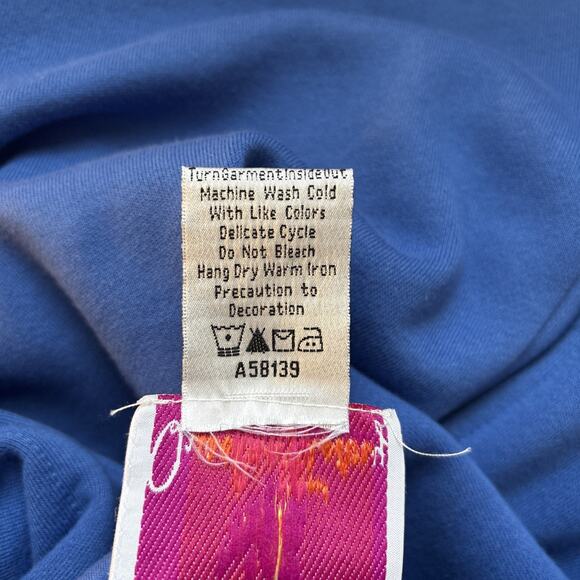 TurnGarmentInsideOut
Machine Wash Cold
With Like Colors
Delicate Cycle
Do Not Bleach
Hang Dry Warm Iron
Precaution to
Decoration
A58139